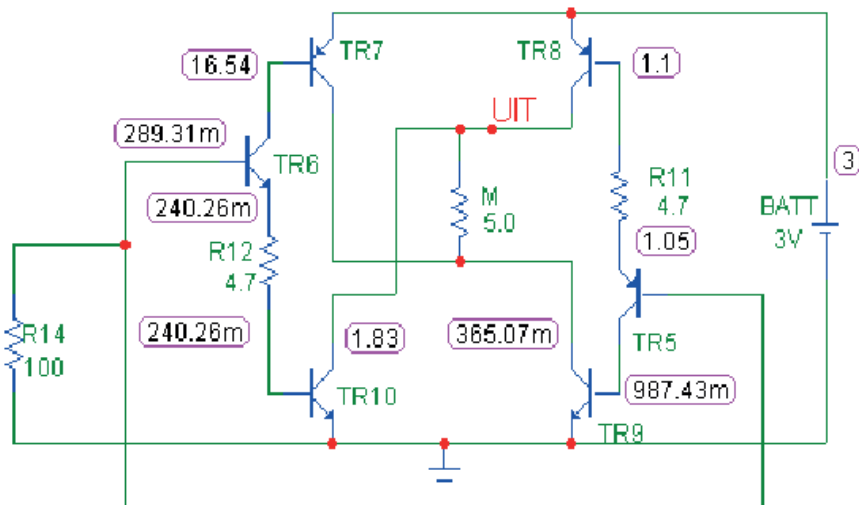 TR7
TR8
16.54
1.1
UIT
289.31m
TR6
3
R11
4.7
M
5.0
BATT
3V
240.26m
R12
4.7
1.05
R14
100
240.26m
1.83
365.07m
TR5
TR10
987.43m
TR9